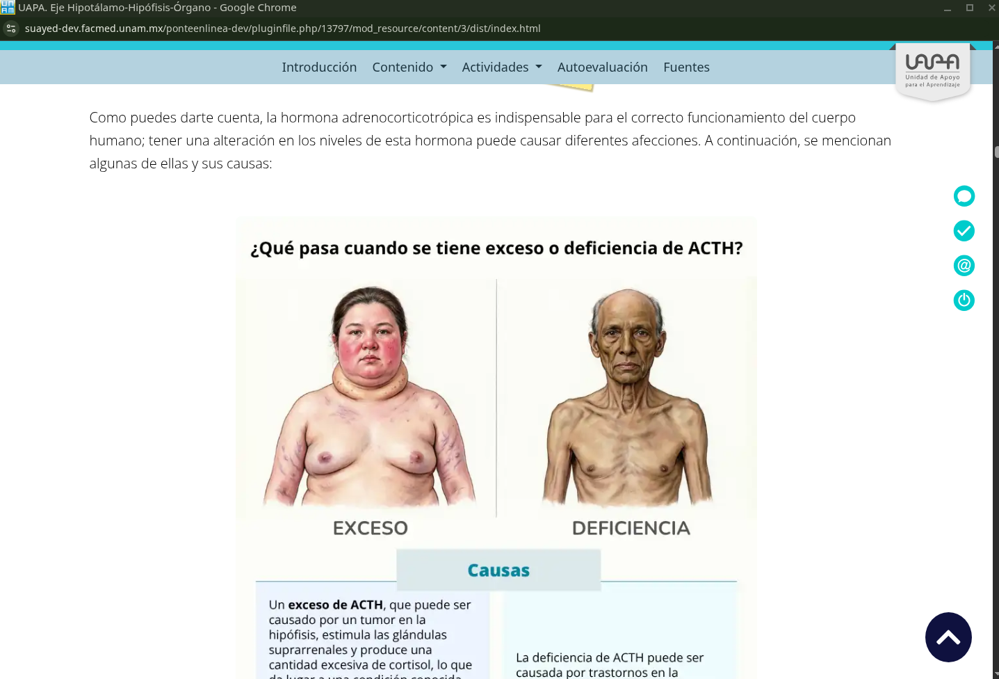 UAPA. Eje Hipotálamo-Hipófisis-Órgano - Google Chrome
suayed-dev.facmed.unam.mx/ponteenlinea-dev/pluginfile.php/13797/mod_resource/content/3/dist/index.html
Introducción Contenido Actividades Autoevaluación Fuentes
UAPA
Unidad de Apoyo
para el Aprendizaje
Como puedes darte cuenta, la hormona adrenocorticotrópica es indispensable para el correcto funcionamiento del cuerpo
humano; tener una alteración en los niveles de esta hormona puede causar diferentes afecciones. A continuación, se mencionan
algunas de ellas y sus causas:
¿Qué pasa cuando se tiene exceso o deficiencia de ACTH?
EXCESO
DEFICIENCIA
Causas
Un exceso de ACTH, que puede ser
causado por un tumor en la
hipófisis, estimula las glándulas
suprarrenales y produce una
cantidad excesiva de cortisol, lo que
da lugar a una condición conocida
La deficiencia de ACTH puede ser
causada por trastornos en la